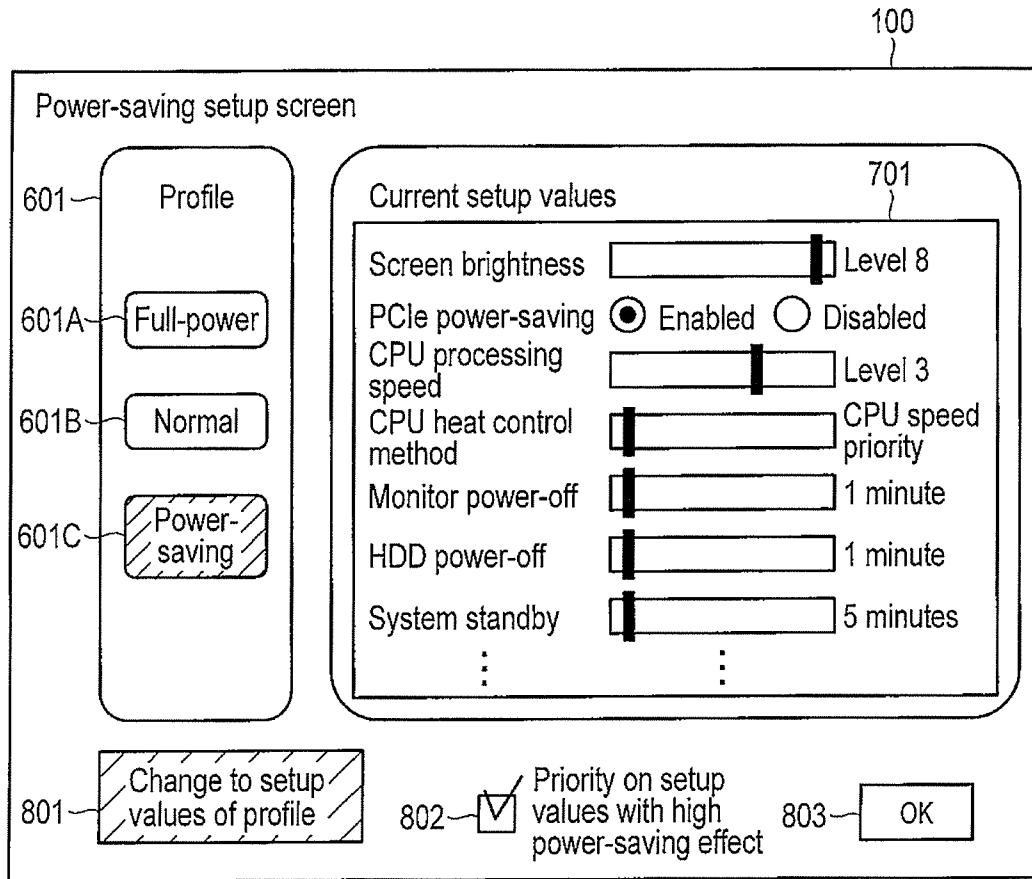 100
Power-saving setup screen
601
Profile
601A
Full-power
601B
Normal
601C
Power-
saving
Current setup values
701
Screen brightness
Level 8
PCIe power-saving
Enabled
Disabled
CPU processing
speed
Level 3
CPU heat control
method
CPU speed
priority
Monitor power-off
1 minute
HDD power-off
1 minute
System standby
5 minutes
801
Change to setup
values of profile
802
Priority on setup
values with high
power-saving effect
803
OK